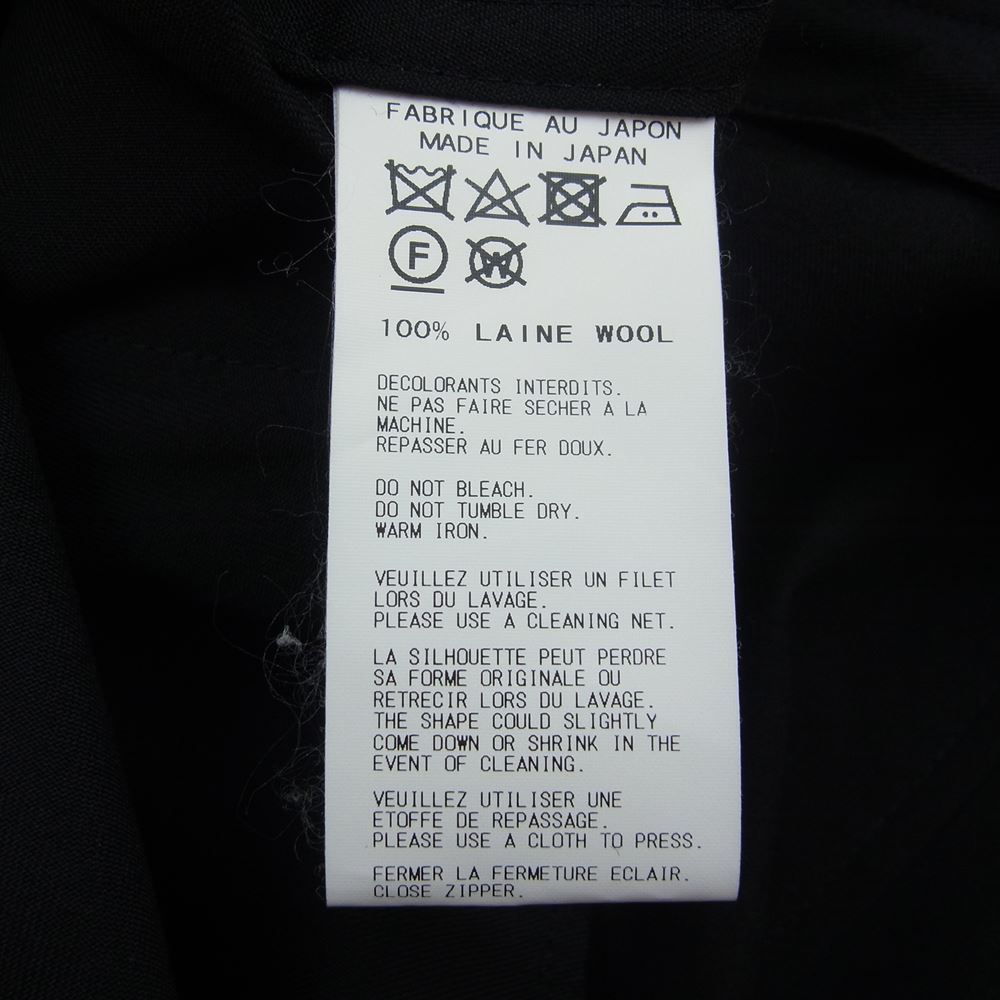 FABRIQUE AU JAPON
MADE IN JAPAN
F W
100% LAINE WOOL
DECOLORANTS INTERDITS.
NE PAS FAIRE SECHER A LA
MACHINE.
REPASSER AU FER DOUX.
DO NOT BLEACH.
DO NOT TUMBLE DRY.
WARM IRON.
VEUILLEZ UTILISER UN FILET
LORS DU LAVAGE.
PLEASE USE A CLEANING NET.
LA SILHOUETTE PEUT PERDRE
SA FORME ORIGINALE OU
RETRECIR LORS DU LAVAGE.
THE SHAPE COULD SLIGHTLY
COME DOWN OR SHRINK IN THE
EVENT OF CLEANING.
VEUILLEZ UTILISER UNE
ETOFFE DE REPASSAGE.
PLEASE USE A CLOTH TO PRESS.
FERMER LA FERMETURE ECLAIR.
CLOSE ZIPPER.